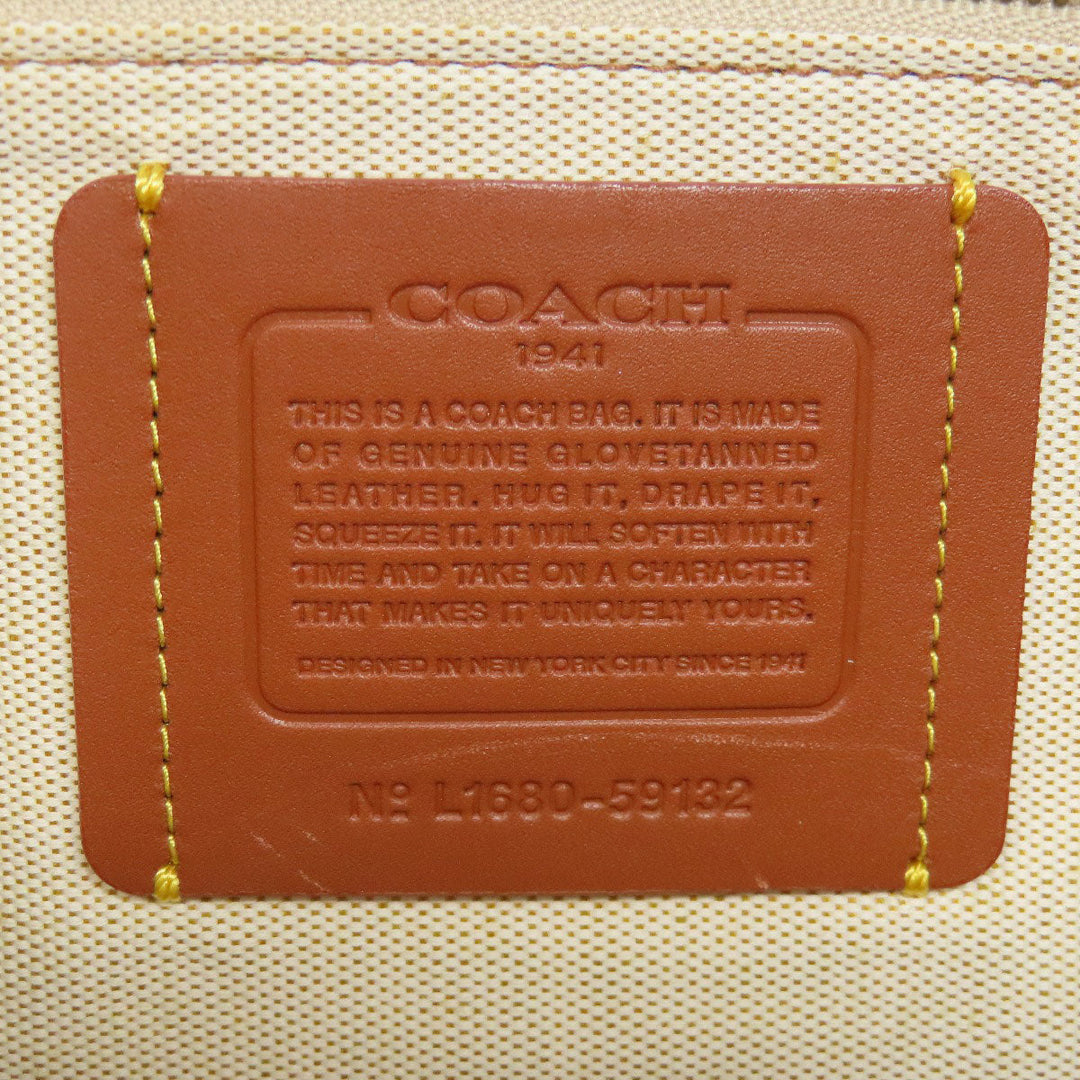 COACH
1941
THIS IS A COACH BAG. IT IS MADE
OF GENUINE GLOVETANNED
LEATHER. HUG IT, DRAPE IT,
SQUEEZE IT. IT WILL SOFTEN WITH
TIME AND TAKE ON A CHARACTER
THAT MAKES IT UNIQUELY YOURS.
DESIGNED IN NEW YORK CITY SINCE 1941
Nº L1680-59132